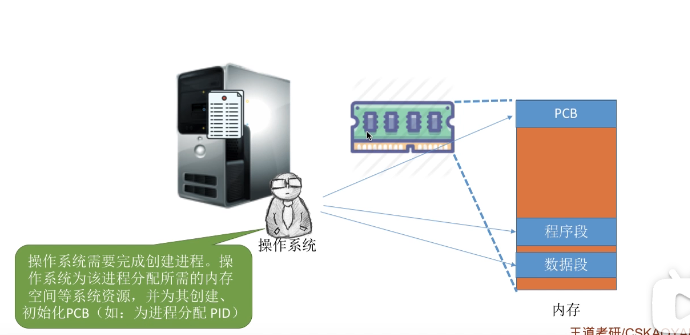 PCB
程序段
数据段
内存
操作系统
操作系统需要完成创建进程。操
作系统为该进程分配所需的内存
空间等系统资源，并为其创建、
初始化PCB（如：为进程分配 PID）
王道考研/CSKAOYAN